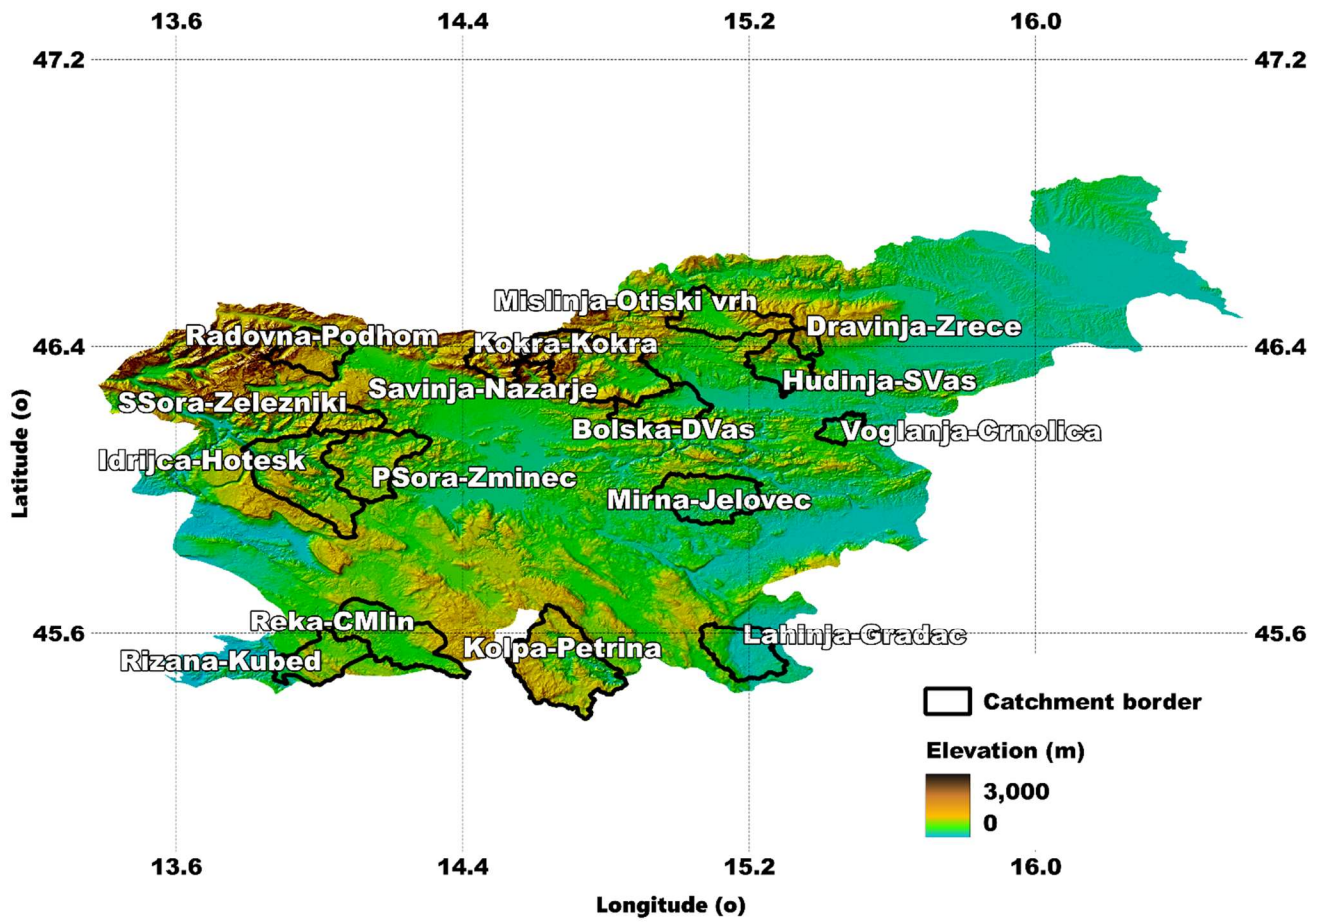 13.6 14.4 15.2 16.0
47.2 47.2
Mislinja-Otiski vrh
Dravinja-Zrece
Radovna-Podhom
Kokra-Kokra
46.4 46.4
Hudinja-SVas
Savinja-Nazarje
SSora-Zelezniki
Bolska-DVas
Voglanja-Crnolica
Idrijca-Hotesk
PSora-Zminec
Mirna-Jelovec
Latitude (o)
Reka-CMlin
45.6 45.6
Lahinja-Gradac
Kolpa-Petrina
Rizana-Kubed
Catchment border
Elevation (m)
3,000
0
13.6 14.4 15.2 16.0
Longitude (o)